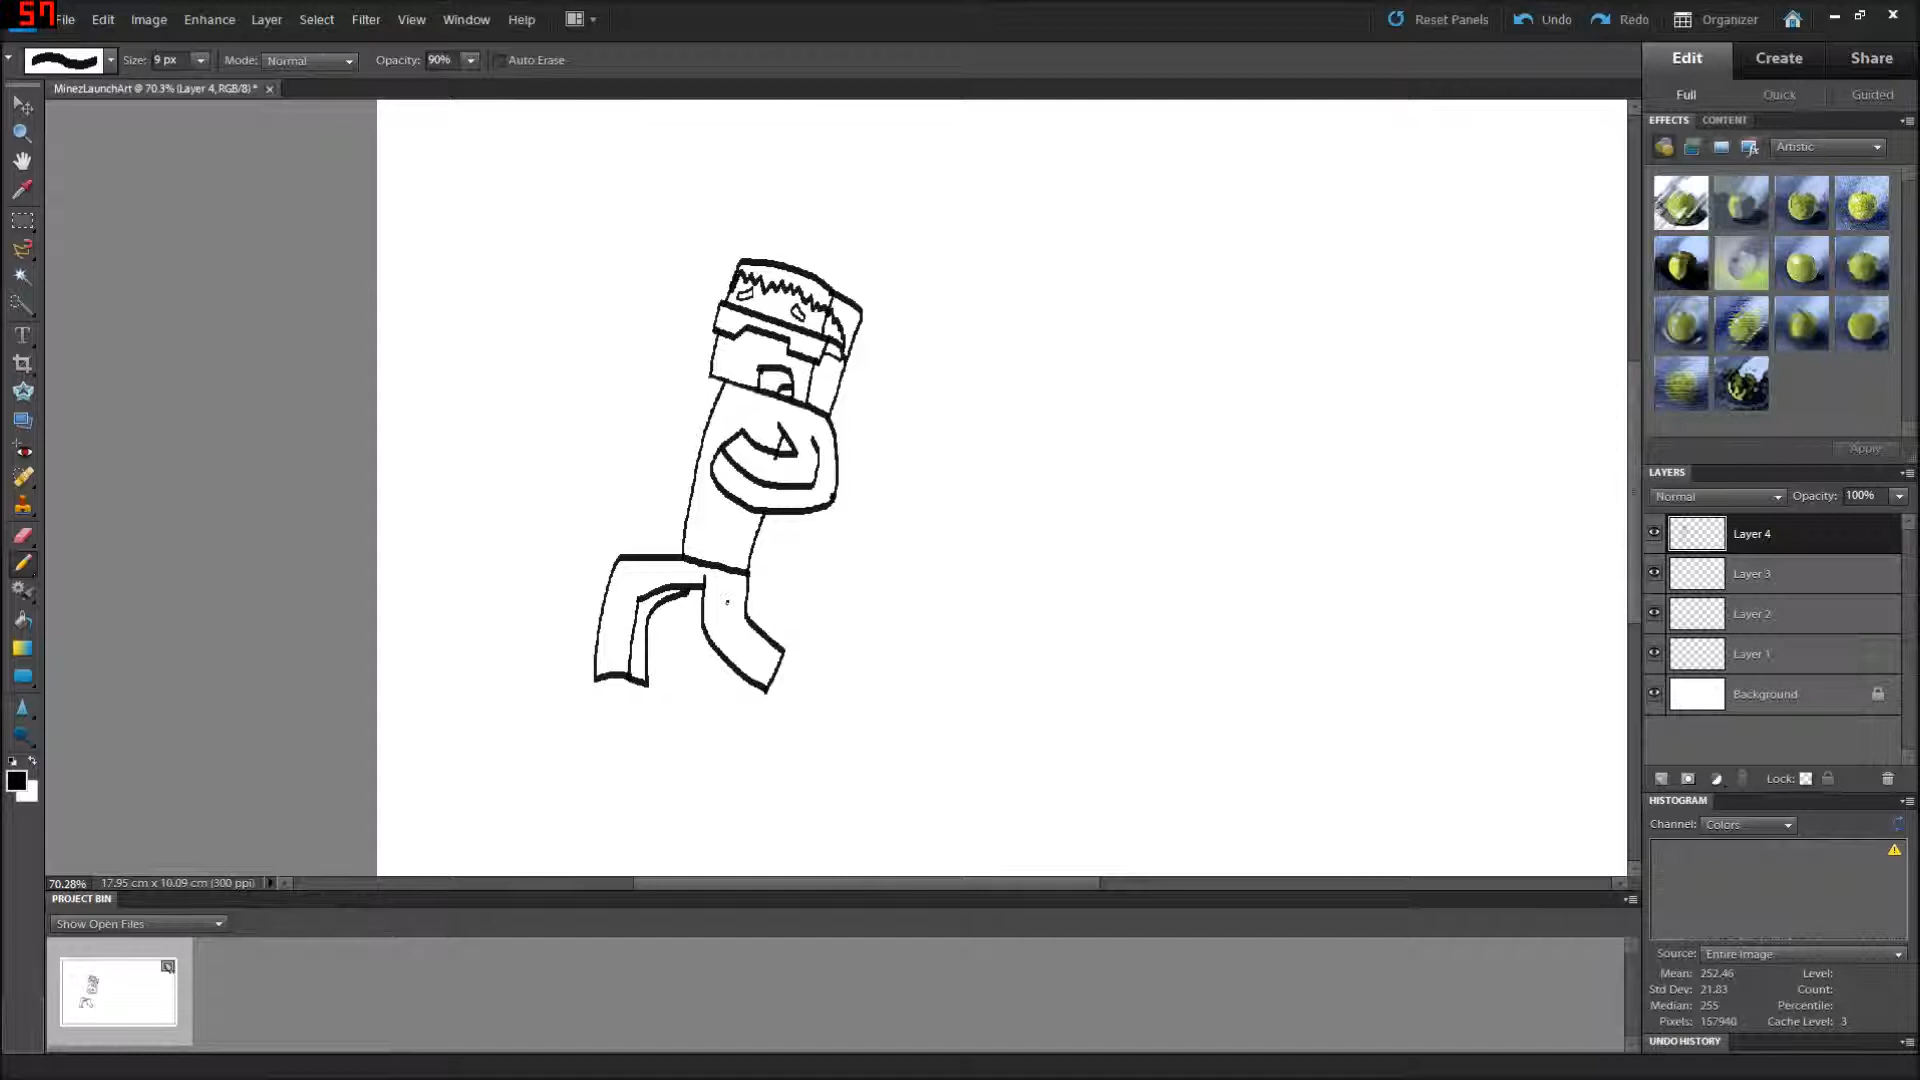 57
File Edit Image Enhance Layer Select Filter View Window Help Reset Panels Undo Redo Organizer
Size: 9 px Mode: Normal Opacity: 90% Auto Erase
Edit Create Share
MinezLaunchArt @ 70.3% (Layer 4, RGB/8) *
Full Quick Guided
EFFECTS CONTENT
Artistic
Apply
LAYERS
Normal Opacity: 100%
Layer 4
Layer 3
Layer 2
Layer 1
Background
Lock:
HISTOGRAM
Channel: Colors
70.28% 17.95 cm x 10.09 cm (300 ppi)
PROJECT BIN
Show Open Files
Source: Entire Image
Mean: 252.46 Level:
Std Dev: 21.83 Count:
Median: 255 Percentile:
Pixels: 157940 Cache Level: 3
UNDO HISTORY